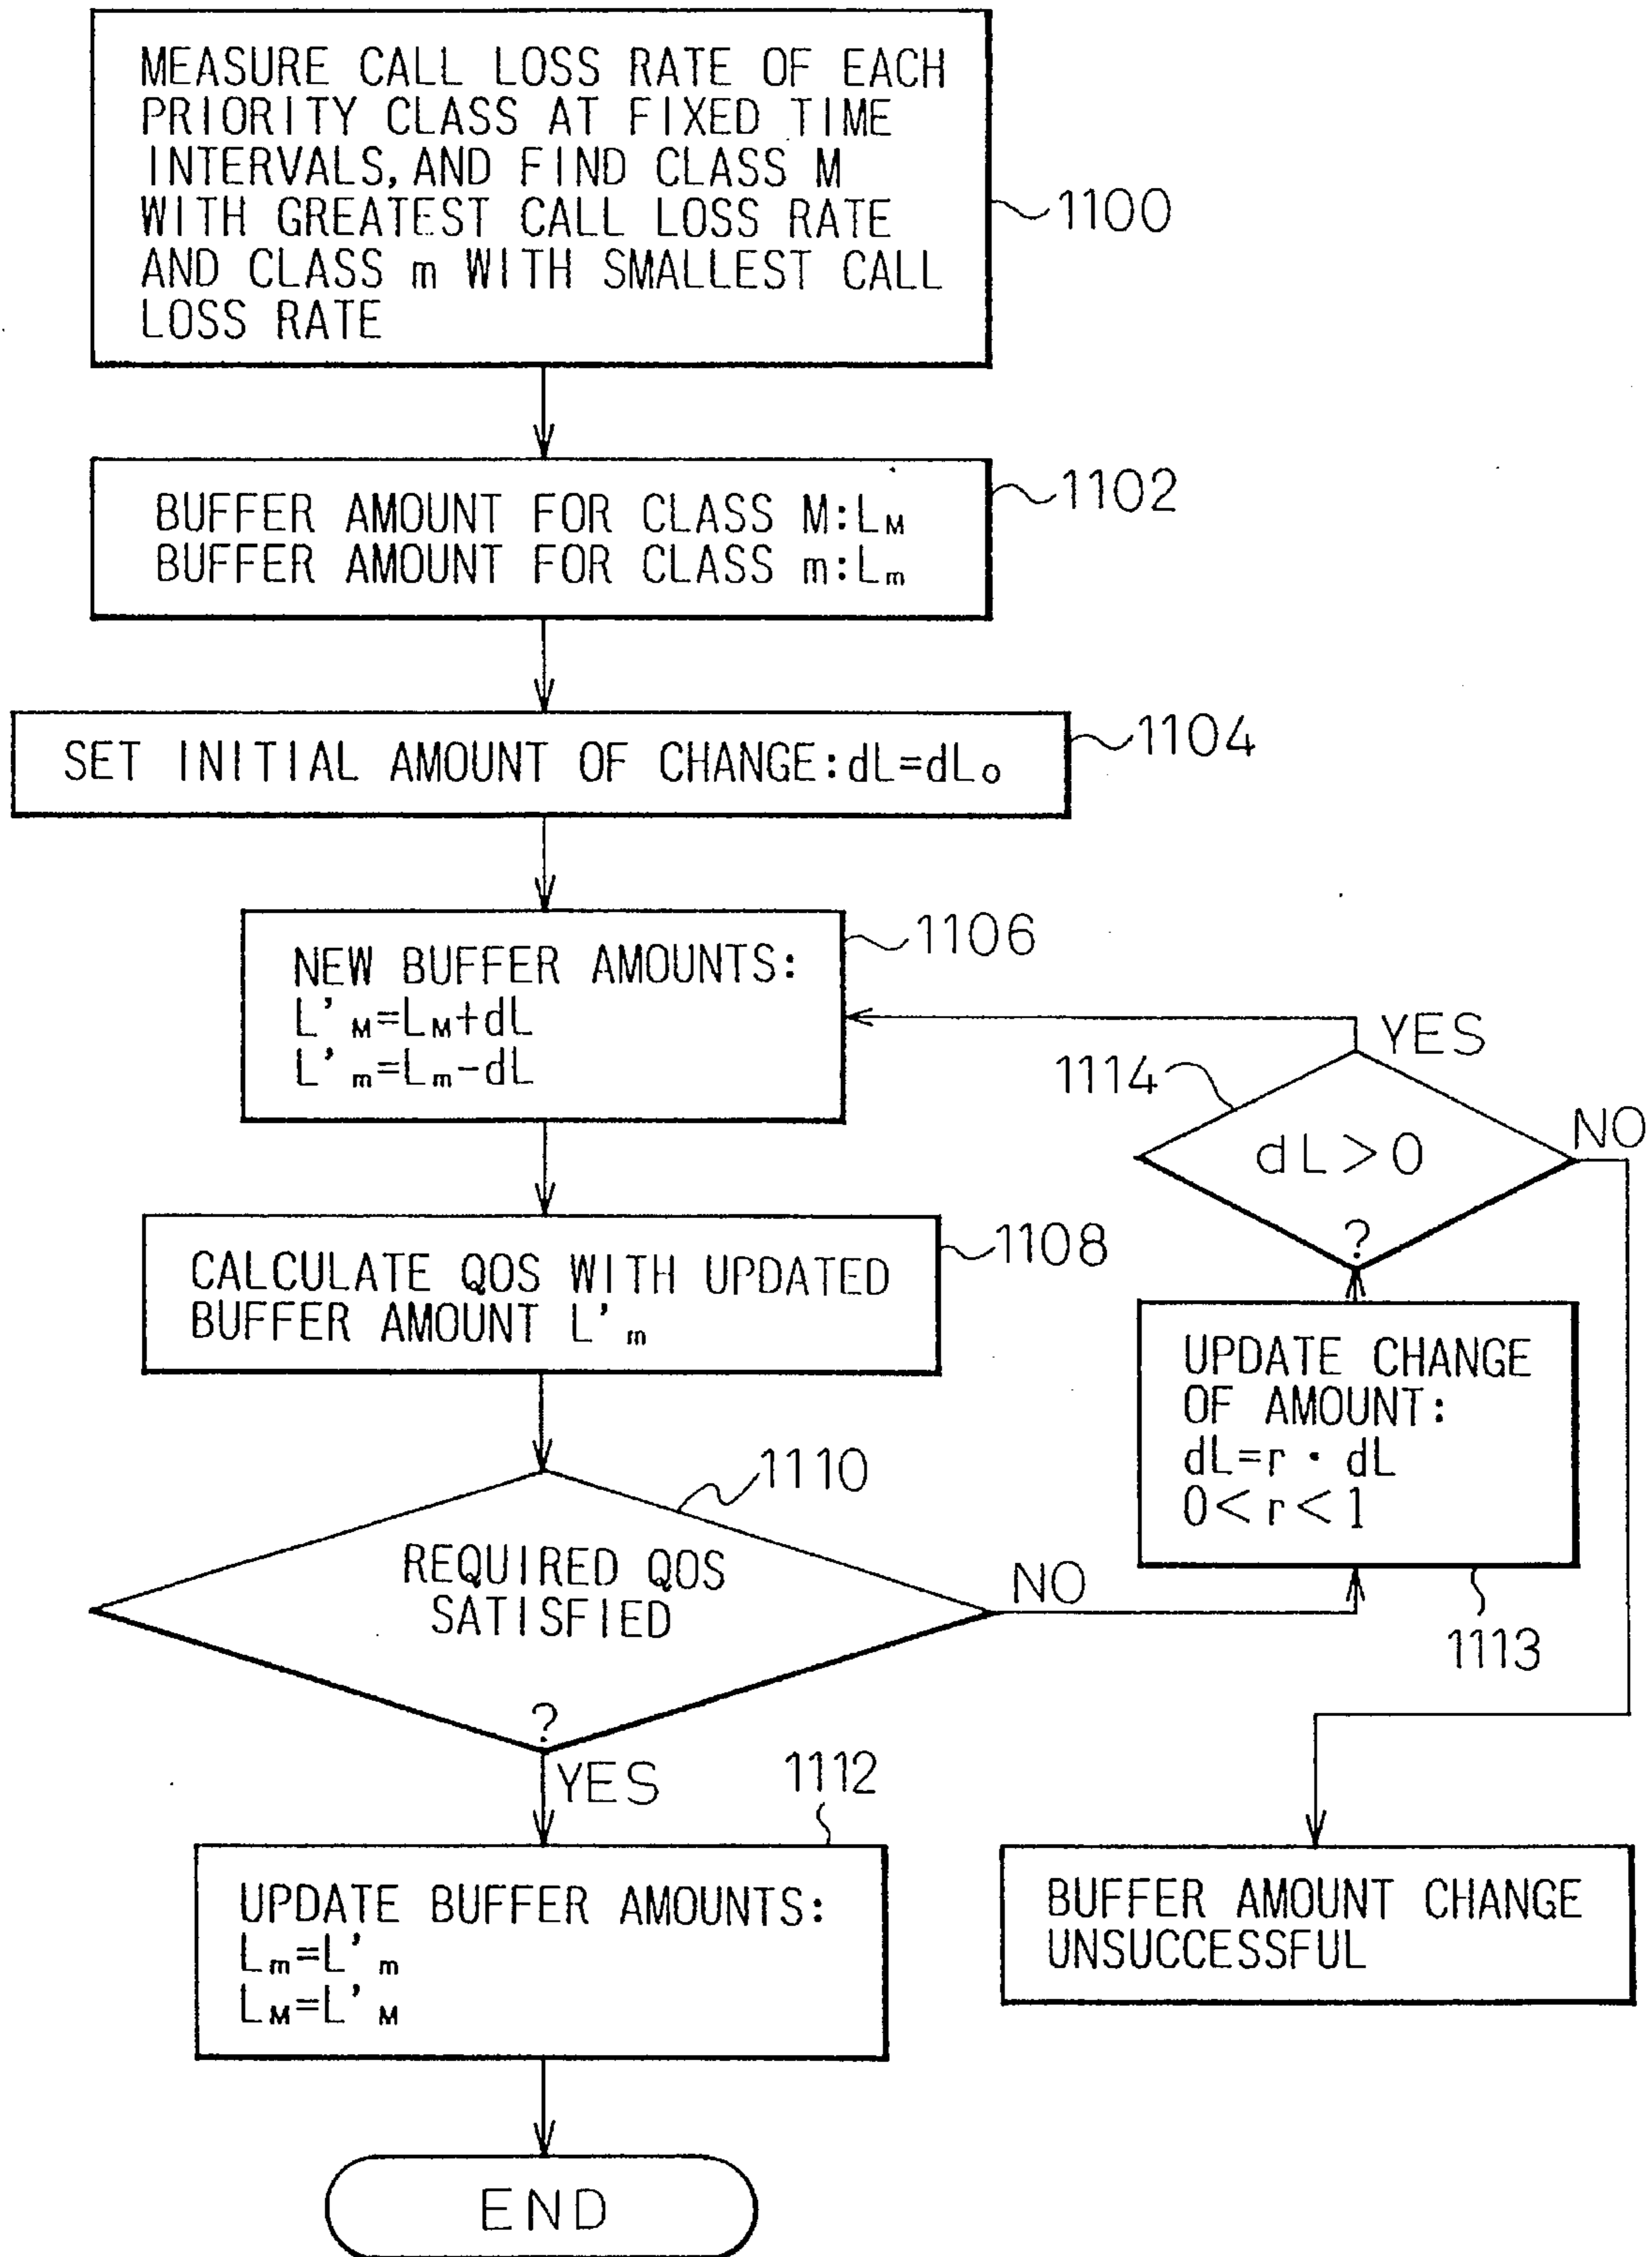 MEASURE CALL LOSS RATE OF EACH
PRIORITY CLASS AT FIXED TIME
INTERVALS, AND FIND CLASS M
WITH GREATEST CALL LOSS RATE
AND CLASS m WITH SMALLEST CALL
LOSS RATE
1100
BUFFER AMOUNT FOR CLASS M:LM
BUFFER AMOUNT FOR CLASS m:Lm
1102
SET INITIAL AMOUNT OF CHANGE:dL=dLo
1104
NEW BUFFER AMOUNTS:
L'M=LM+dL
L'm=Lm-dL
1106
YES
1114
dL>0
?
NO
CALCULATE QOS WITH UPDATED
BUFFER AMOUNT L'm
1108
UPDATE CHANGE
OF AMOUNT:
dL=r・dL
0<r<1
1113
1110
REQUIRED QOS
SATISFIED
?
NO
YES
1112
UPDATE BUFFER AMOUNTS:
Lm=L'm
LM=L'M
BUFFER AMOUNT CHANGE
UNSUCCESSFUL
END